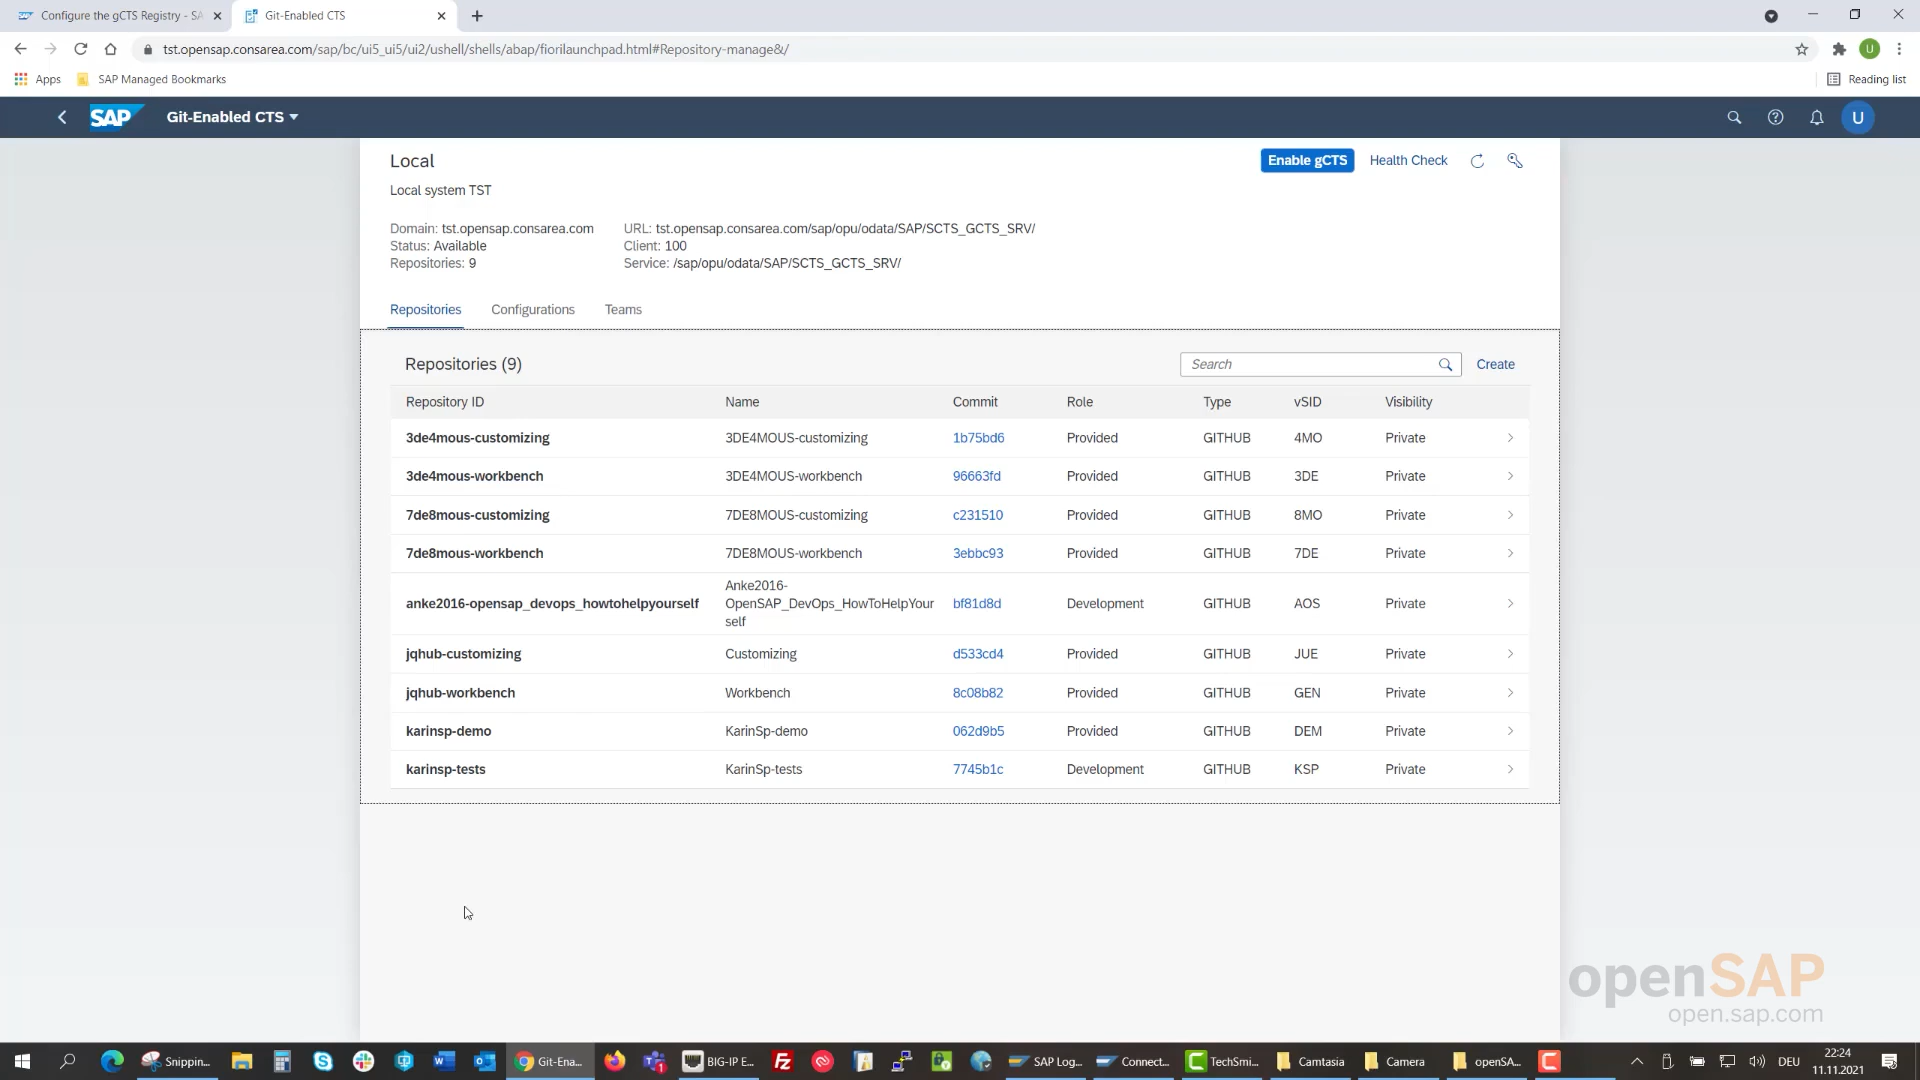 Configure the gCTS Registry - SA
Git-Enabled CTS
tst.opensap.consarea.com/sap/bc/ui5_ui5/ui2/ushell/shells/abap/fiorilaunchpad.html#Repository-manage&/
U
Apps
SAP Managed Bookmarks
Reading list
SAP
Git-Enabled CTS
U
Local
Enable gCTS
Health Check
Local system TST
Domain: tst.opensap.consarea.com
URL: tst.opensap.consarea.com/sap/opu/odata/SAP/SCTS_GCTS_SRV/
Status: Available
Client: 100
Repositories: 9
Service: /sap/opu/odata/SAP/SCTS_GCTS_SRV/
Repositories Configurations Teams
Repositories (9)
Search
Create
Repository ID Name Commit Role Type vSID Visibility
3de4mous-customizing 3DE4MOUS-customizing 1b75bd6 Provided GITHUB 4MO Private
3de4mous-workbench 3DE4MOUS-workbench 96663fd Provided GITHUB 3DE Private
7de8mous-customizing 7DE8MOUS-customizing c231510 Provided GITHUB 8MO Private
7de8mous-workbench 7DE8MOUS-workbench 3ebbc93 Provided GITHUB 7DE Private
Anke2016-
anke2016-opensap_devops_howtohelpyourself OpenSAP_DevOps_HowToHelpYour bf81d8d Development GITHUB AOS Private
self
jqhub-customizing Customizing d533cd4 Provided GITHUB JUE Private
jqhub-workbench Workbench 8c08b82 Provided GITHUB GEN Private
karinsp-demo KarinSp-demo 062d9b5 Provided GITHUB DEM Private
karinsp-tests KarinSp-tests 7745b1c Development GITHUB KSP Private
openSAP
open.sap.com
Snippin...
Git-Ena...
BIG-IP E...
SAP Log...
Connect...
TechSmi...
Camtasia
Camera
openSA...
DEU
22:24
11.11.2021